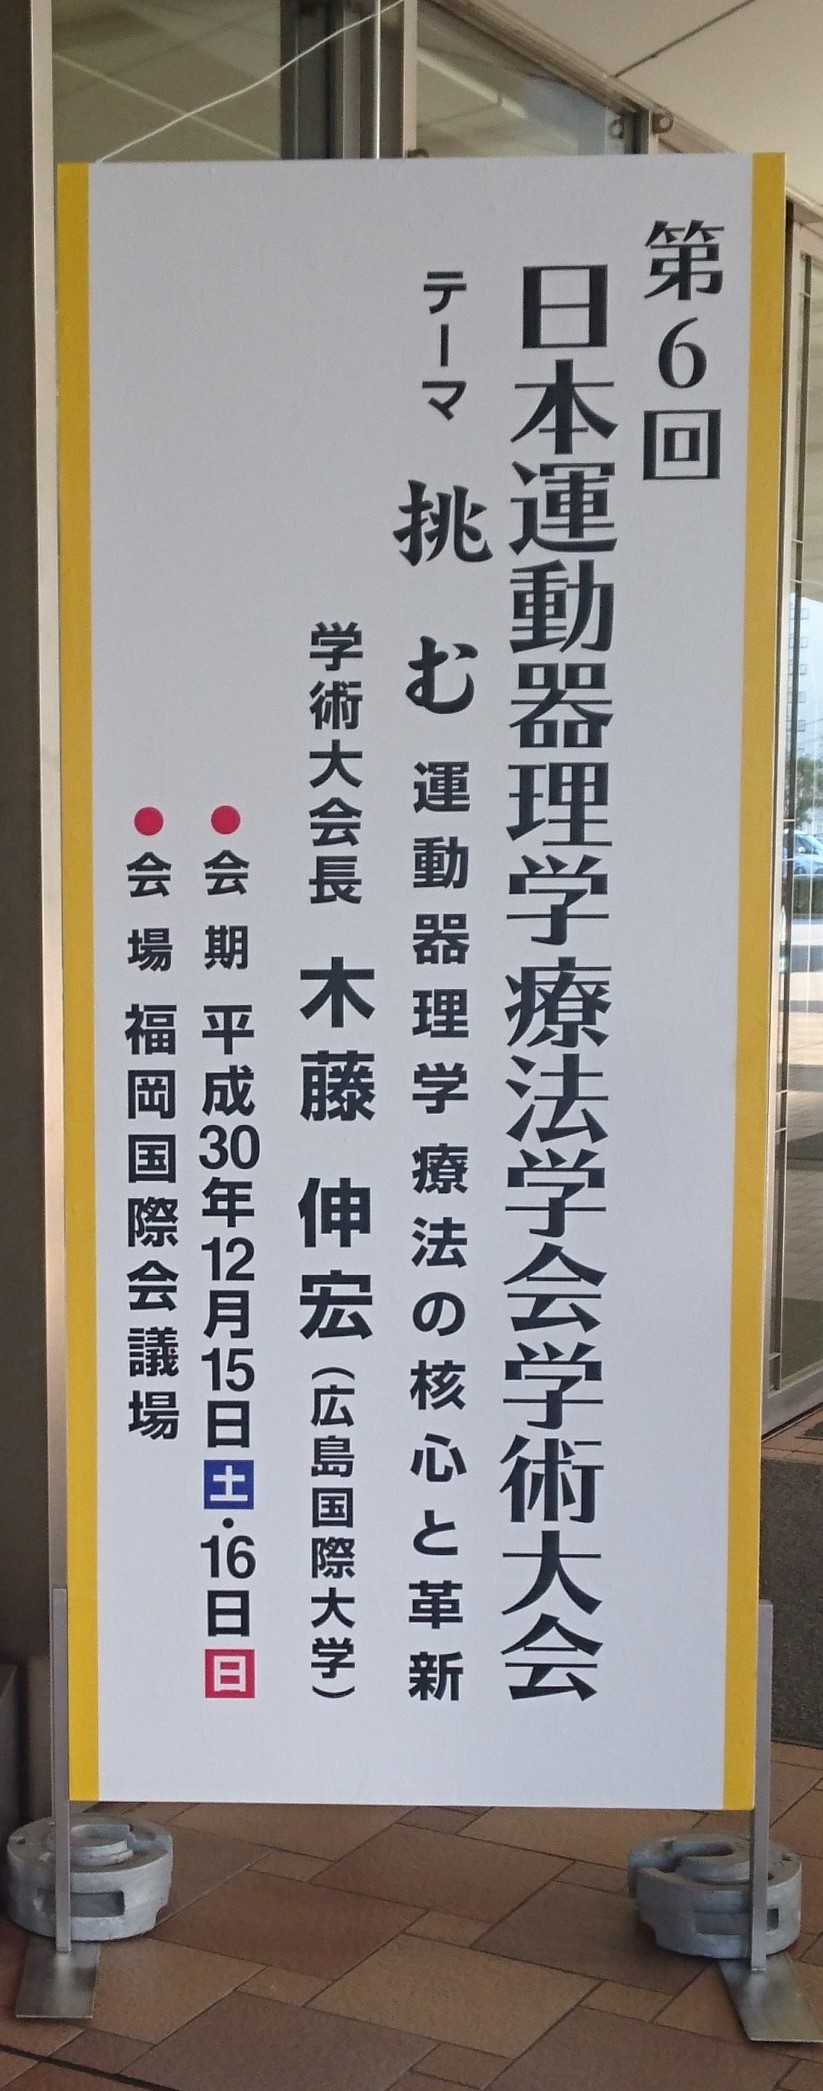 第6回
日本運動器理学療法学会学術大会
テーマ 挑む 運動器理学療法の核心と革新
学術大会長 木藤 伸宏（広島国際大学）
●会期 平成30年12月15日土・16日日
●会場 福岡国際会議場